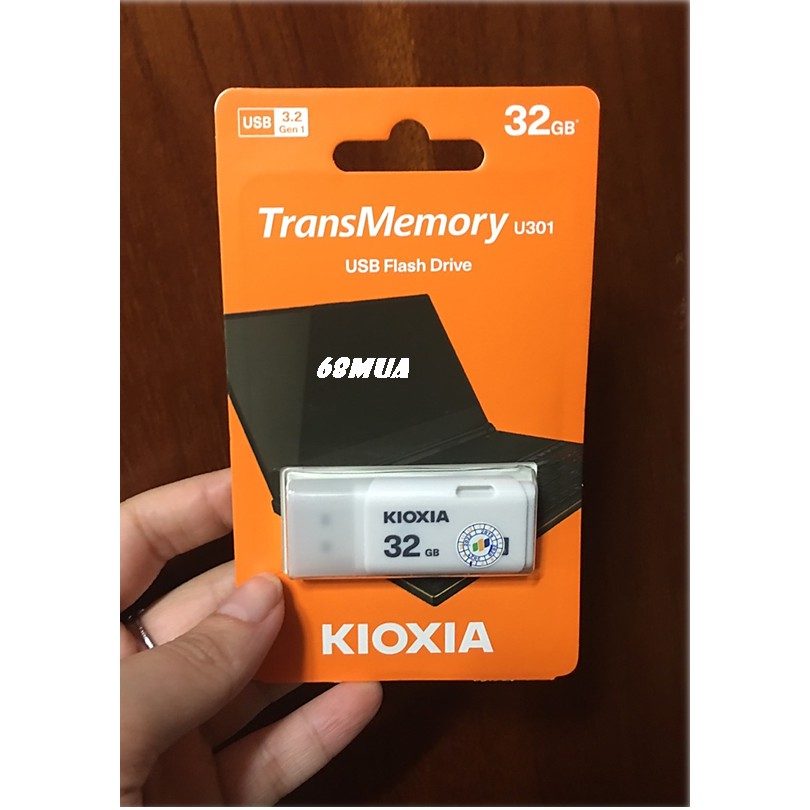 USB 3.2 Gen 1
32GB*
TransMemory U301
USB Flash Drive
68MUA
KIOXIA
32 GB
KIOXIA